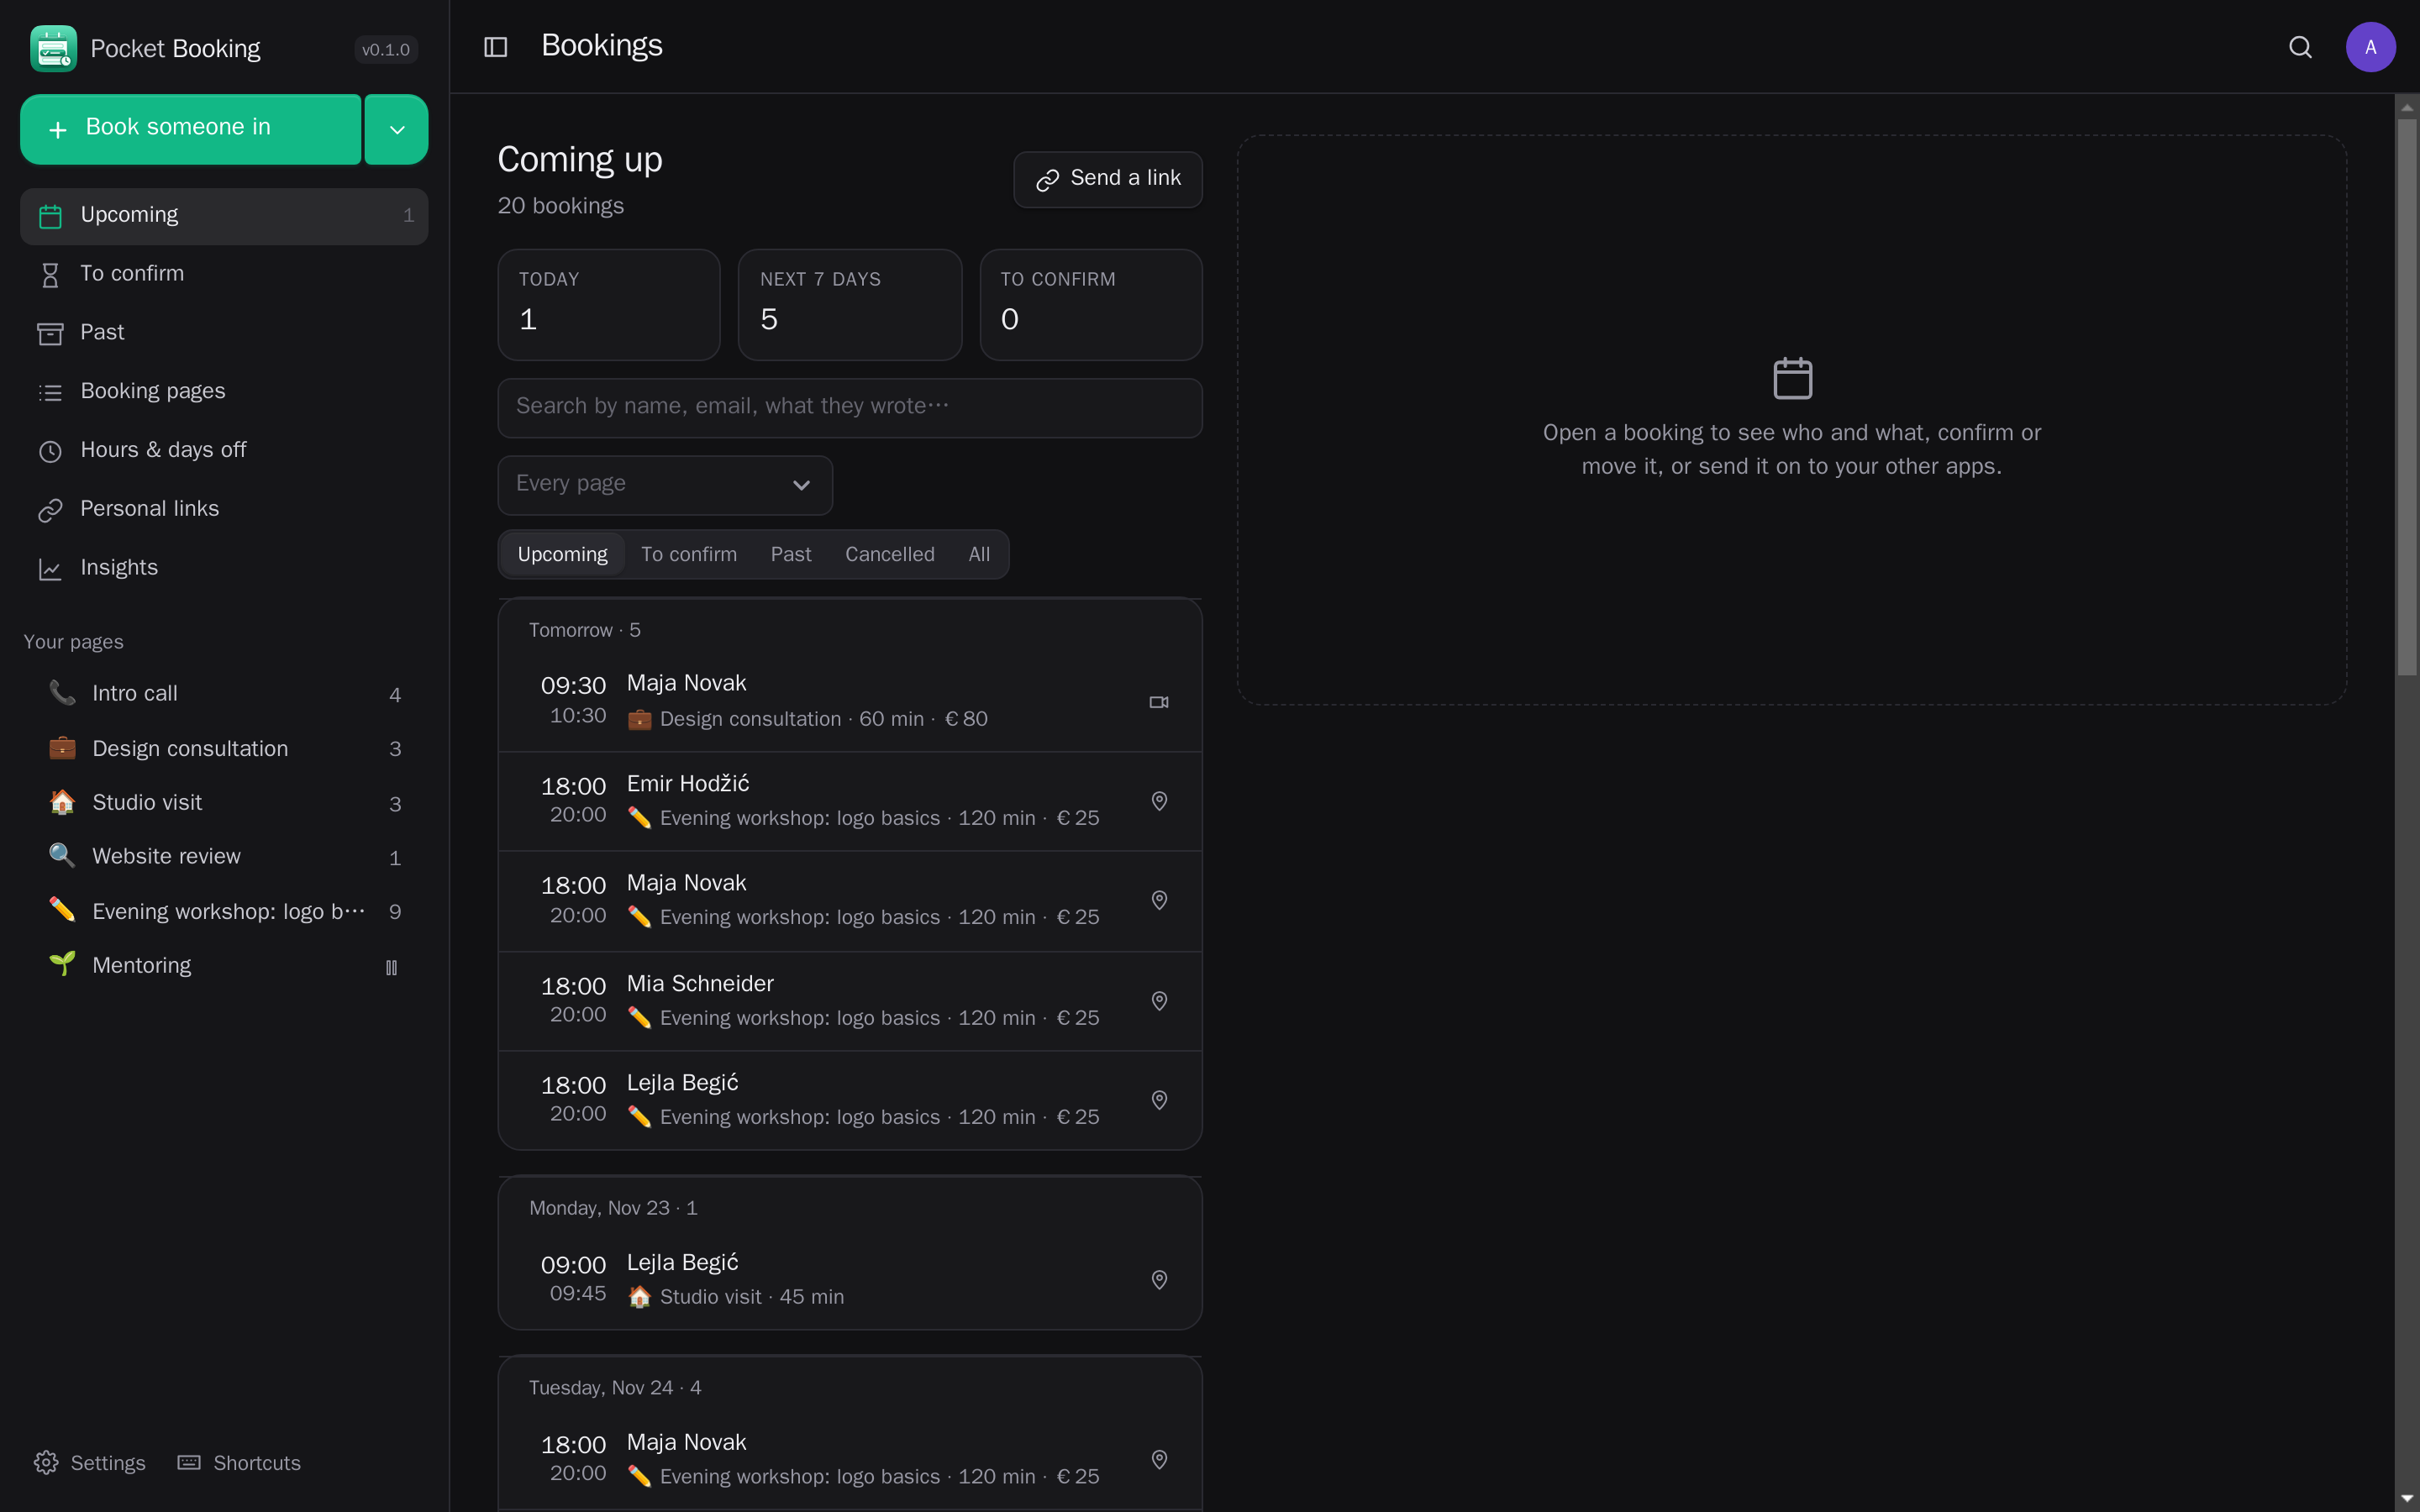 Pocket Booking
v0.1.0
Book someone in
Upcoming 1
To confirm
Past
Booking pages
Hours & days off
Personal links
Insights
Your pages
Intro call 4
Design consultation 3
Studio visit 3
Website review 1
Evening workshop: logo b··· 9
Mentoring
Settings
Shortcuts
Bookings
A
Coming up
20 bookings
Send a link
TODAY
1
NEXT 7 DAYS
5
TO CONFIRM
0
Search by name, email, what they wrote···
Every page
Upcoming To confirm Past Cancelled All
Tomorrow · 5
09:30 Maja Novak
10:30 Design consultation · 60 min · €80
18:00 Emir Hodžić
20:00 Evening workshop: logo basics · 120 min · €25
18:00 Maja Novak
20:00 Evening workshop: logo basics · 120 min · €25
18:00 Mia Schneider
20:00 Evening workshop: logo basics · 120 min · €25
18:00 Lejla Begić
20:00 Evening workshop: logo basics · 120 min · €25
Monday, Nov 23 · 1
09:00 Lejla Begić
09:45 Studio visit · 45 min
Tuesday, Nov 24 · 4
18:00 Maja Novak
20:00 Evening workshop: logo basics · 120 min · €25
Open a booking to see who and what, confirm or
move it, or send it on to your other apps.